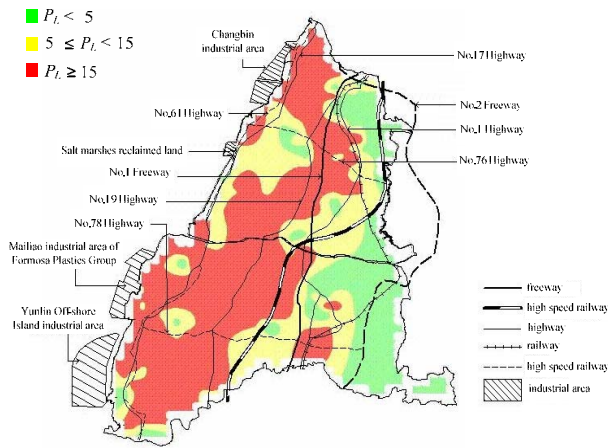 P_L < 5
5 ≤ P_L < 15
P_L ≥ 15
Changbin
industrial area
No.17 Highway
No.2 Freeway
No.61 Highway
No.1 Highway
Salt marshes reclaimed land
No.76 Highway
No.1 Freeway
No.19 Highway
No.78 Highway
Mailiao industrial area of
Formosa Plastics Group
Yunlin Off-shore
Island industrial area
freeway
high speed railway
highway
railway
high speed railway
industrial area